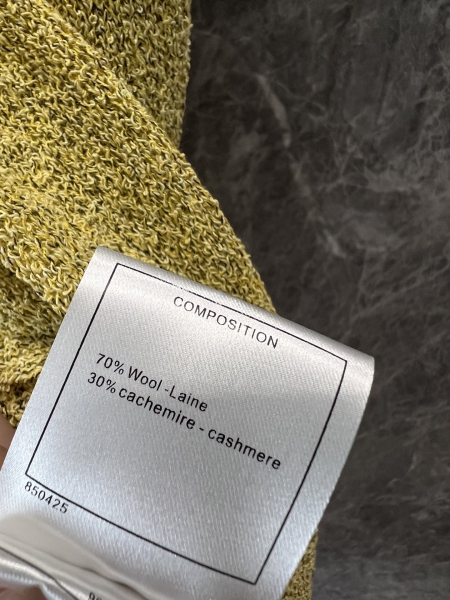 COMPOSITION
70% Wool -Laine
30% cachemire - cashmere
850425